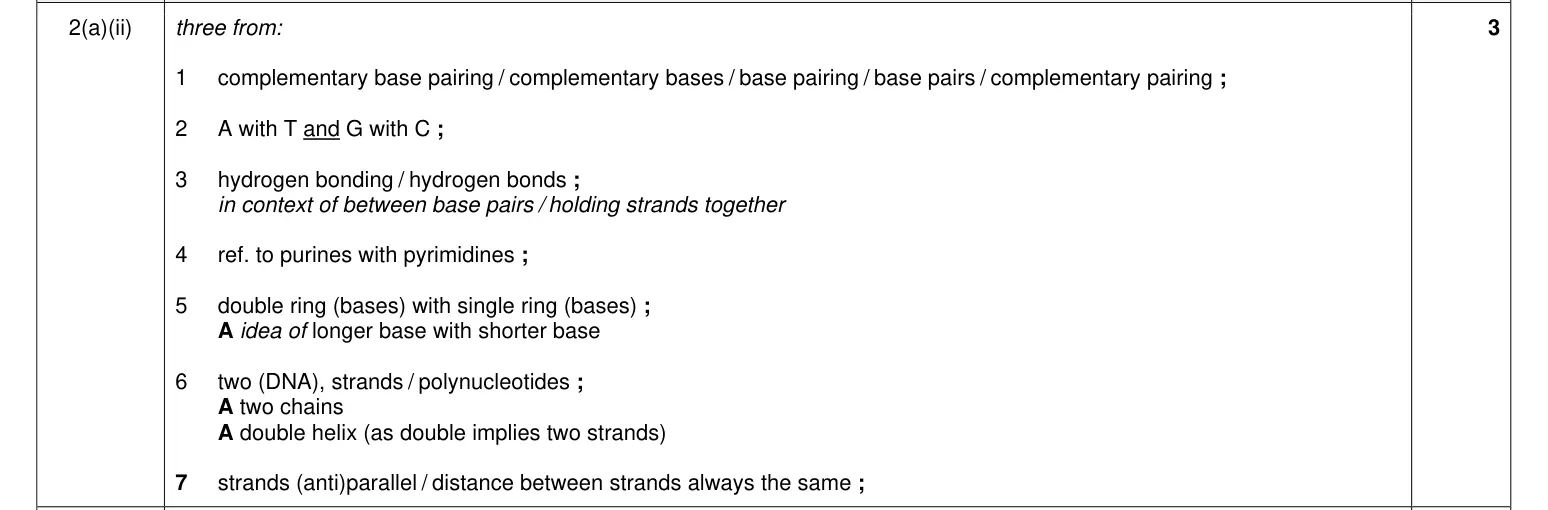 2(a)(ii) three from: 3
1 complementary base pairing / complementary bases / base pairing / base pairs / complementary pairing ;
2 A with T and G with C ;
3 hydrogen bonding / hydrogen bonds ;
in context of between base pairs / holding strands together
4 ref. to purines with pyrimidines ;
5 double ring (bases) with single ring (bases) ;
A idea of longer base with shorter base
6 two (DNA), strands / polynucleotides ;
A two chains
A double helix (as double implies two strands)
7 strands (anti)parallel / distance between strands always the same ;